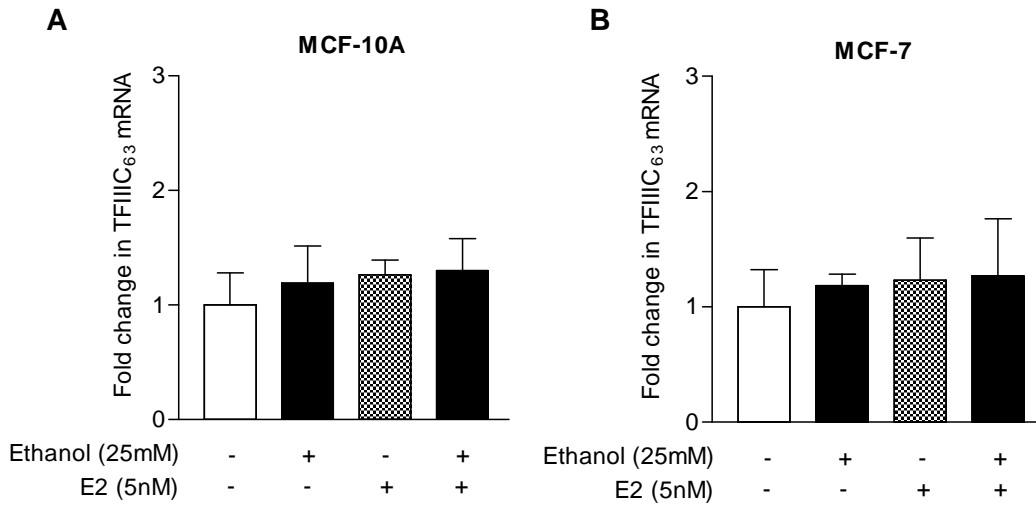 A
MCF-10A
Fold change in TFIIIC63 mRNA
3
2
1
0
Ethanol (25mM) - + - +
E2 (5nM) - - + +
B
MCF-7
Fold change in TFIIIC63 mRNA
3
2
1
0
Ethanol (25mM) - + - +
E2 (5nM) - - + +